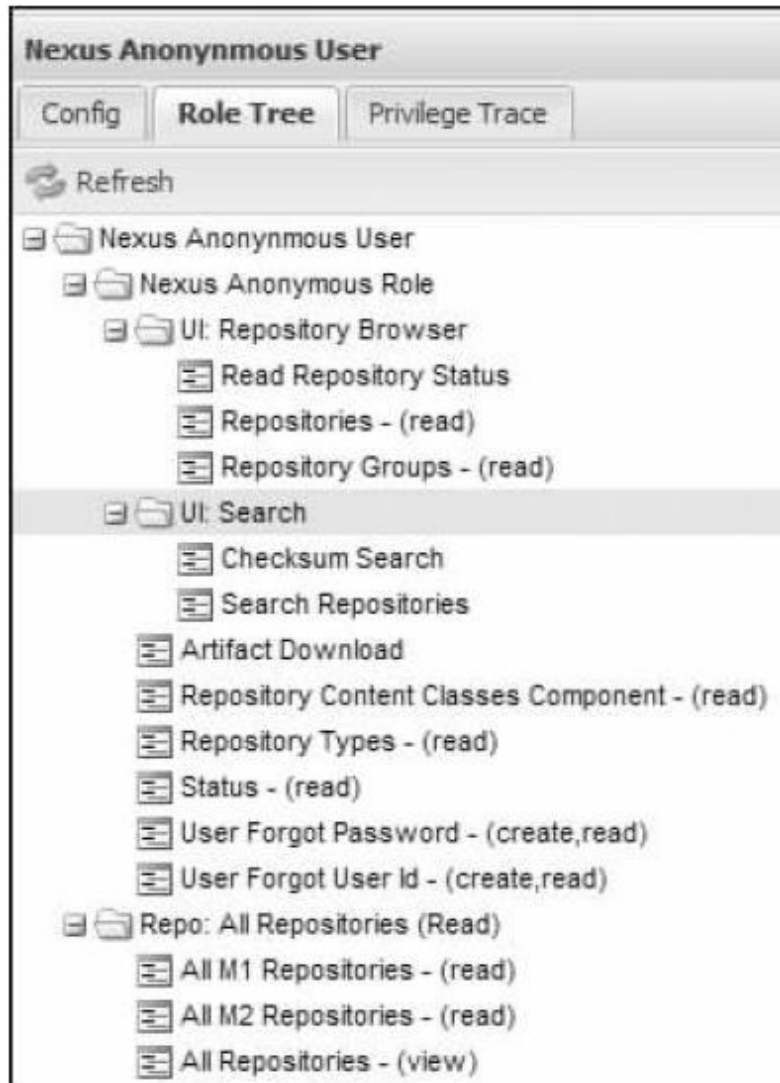 Nexus Anonynmous User
Config Role Tree Privilege Trace
Refresh
Nexus Anonynmous User
Nexus Anonymous Role
UI: Repository Browser
Read Repository Status
Repositories - (read)
Repository Groups - (read)
UI: Search
Checksum Search
Search Repositories
Artifact Download
Repository Content Classes Component - (read)
Repository Types - (read)
Status - (read)
User Forgot Password - (create,read)
User Forgot User Id - (create,read)
Repo: All Repositories (Read)
All M1 Repositories - (read)
All M2 Repositories - (read)
All Repositories - (view)